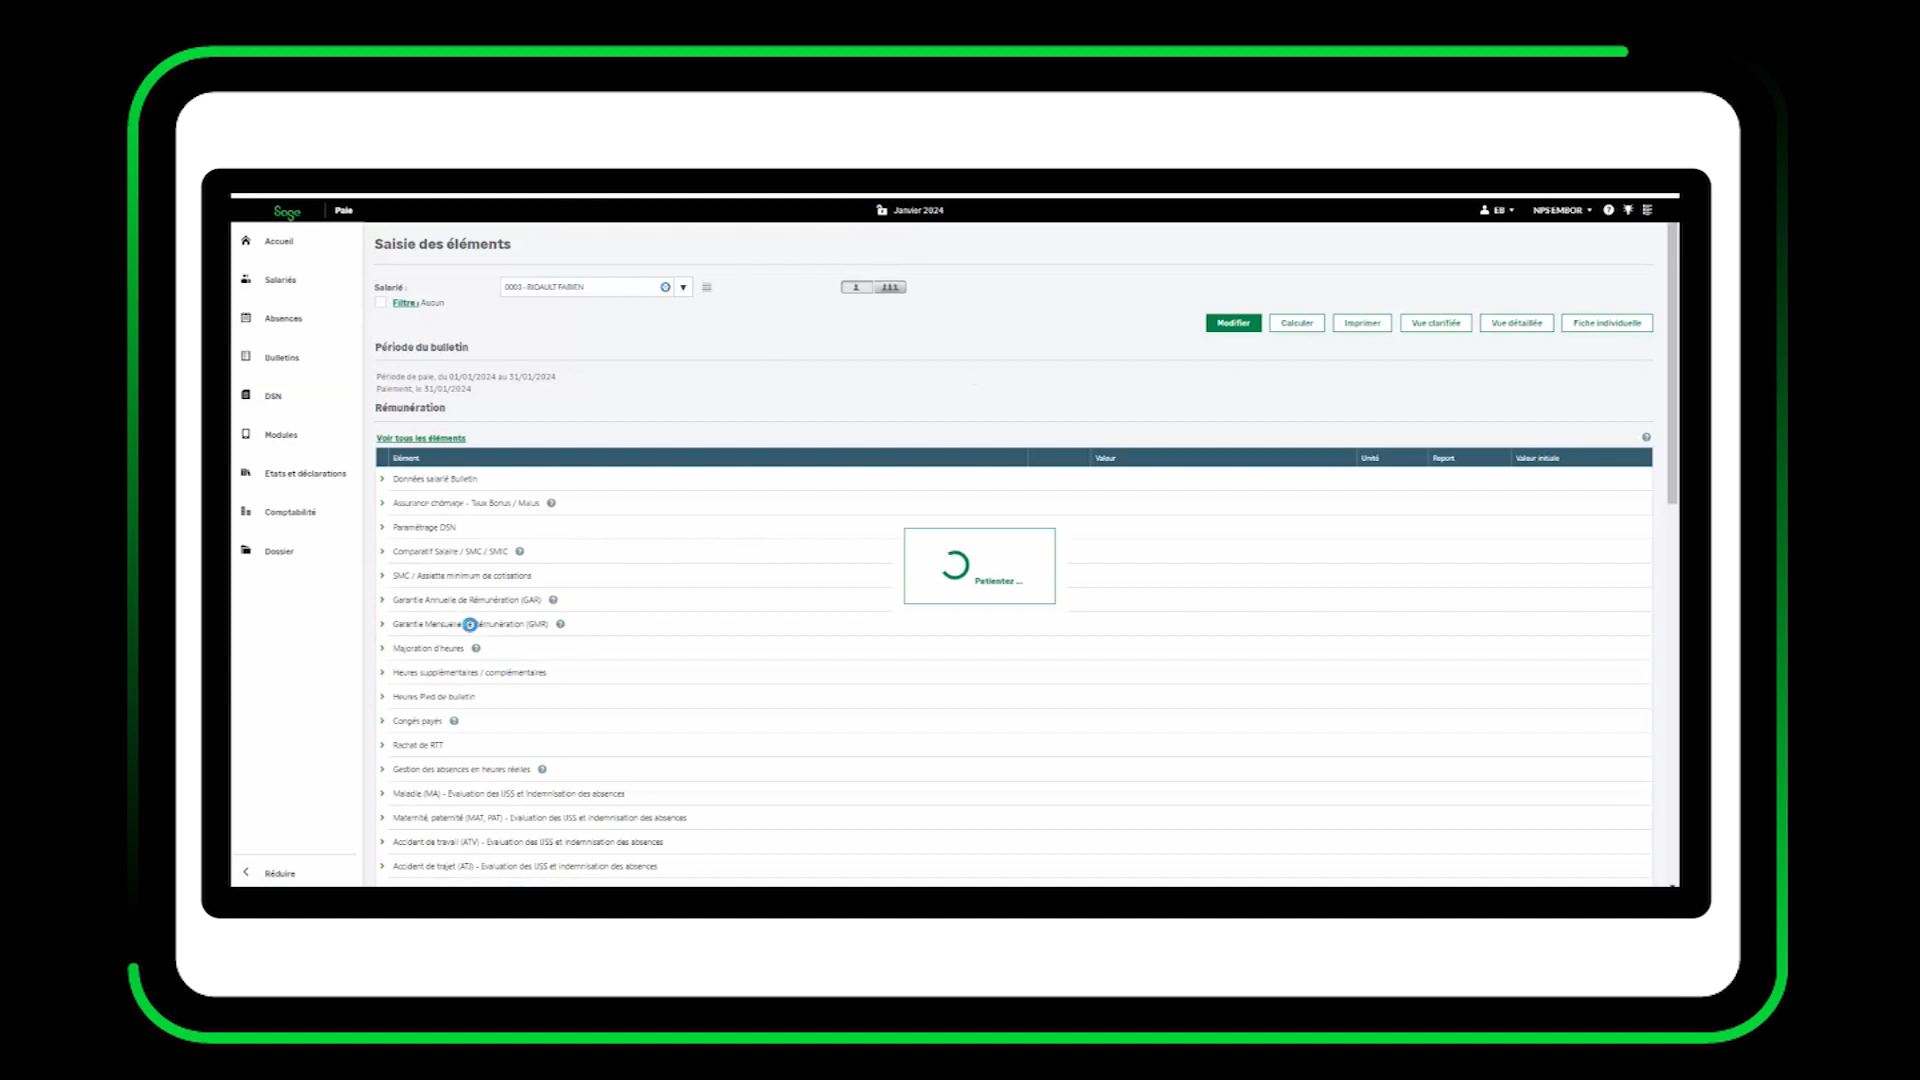 Sage
Paie
Janvier 2024
EB
NPSEMBOR
Accueil
Salariés
Absences
Bulletins
DSN
Modules
Etats et déclarations
Comptabilité
Dossier
Réduire
Saisie des éléments
Salarié :
0003 - BIDAULT FABIEN
Filtre : Aucun
Modifier
Calculer
Imprimer
Vue clarifiée
Vue détaillée
Fiche individuelle
Période du bulletin
Période de paie, du 01/01/2024 au 31/01/2024
Paiement, le 31/01/2024
Rémunération
Voir tous les éléments
Elément Valeur Unité Report Valeur initiale
Données salarié Bulletin
Assurance chômage - Taux Bonus / Malus
Paramétrage DSN
Comparatif Salaire / SMC / SMIC
SMC / Assiette minimum de cotisations
Garantie Annuelle de Rémunération (GAR)
Garantie Mensuelle Rémunération (GMR)
Majoration d'heures
Heures supplémentaires / complémentaires
Heures Pied de bulletin
Congés payés
Rachat de RTT
Gestion des absences en heures réelles
Maladie (MA) - Evaluation des IJSS et indemnisation des absences
Maternité, paternité (MAT, PAT) - Evaluation des IJSS et indemnisation des absences
Accident de travail (ATV) - Evaluation des IJSS et indemnisation des absences
Accident de trajet (ATJ) - Evaluation des IJSS et indemnisation des absences
Patientez ...